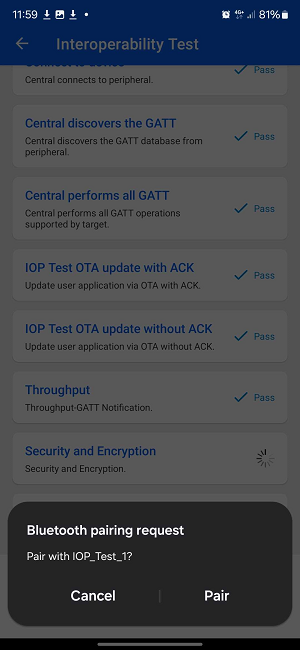 11:59
4G+
81%
Interoperability Test
Connect to device
Central connects to peripheral.
Pass
Central discovers the GATT
Central discovers the GATT database from
peripheral.
Pass
Central performs all GATT
Central performs all GATT operations
supported by target.
Pass
IOP Test OTA update with ACK
Update user application via OTA with ACK.
Pass
IOP Test OTA update without ACK
Update user application via OTA without ACK.
Pass
Throughput
Throughput-GATT Notification.
Pass
Security and Encryption
Security and Encryption.
Bluetooth pairing request
Pair with IOP_Test_1?
Cancel
Pair